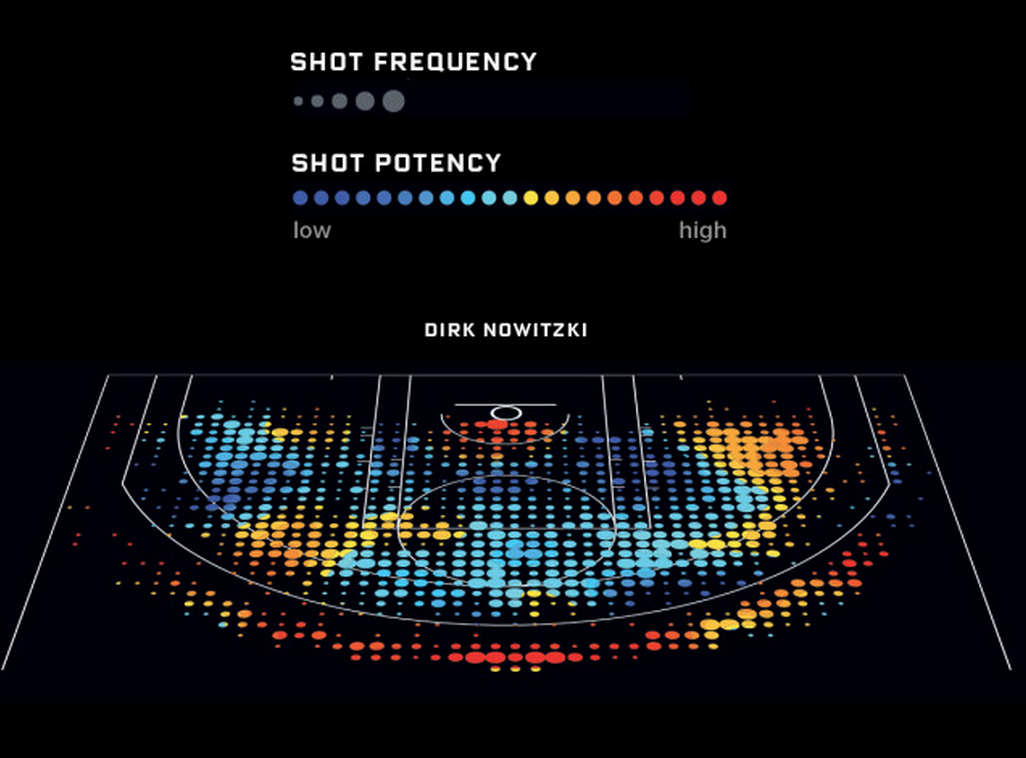 SHOT FREQUENCY
SHOT POTENCY
low high
DIRK NOWITZKI